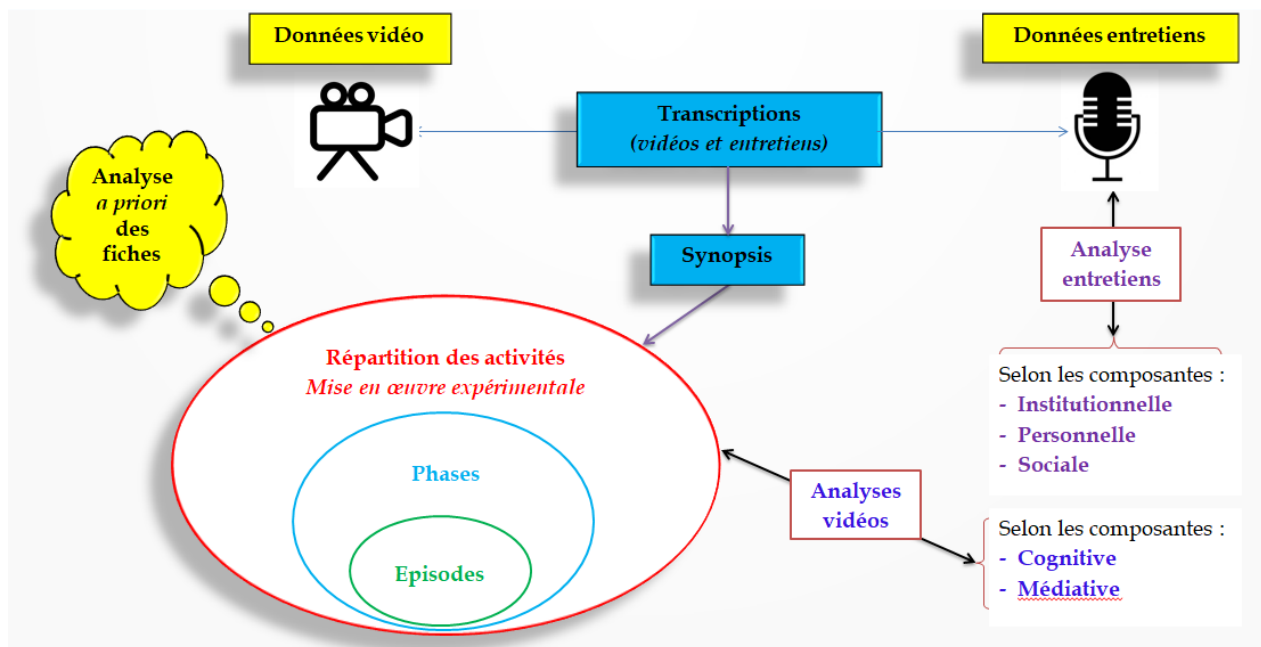 Données vidéo
Données entretiens
Transcriptions
(vidéos et entretiens)
Analyse
a priori
des
fiches
Synopsis
Analyse
entretiens
Répartition des activités
Mise en œuvre expérimentale
Phases
Episodes
Selon les composantes :
- Institutionnelle
- Personnelle
- Sociale
Analyses
vidéos
Selon les composantes :
- Cognitive
- Médiative